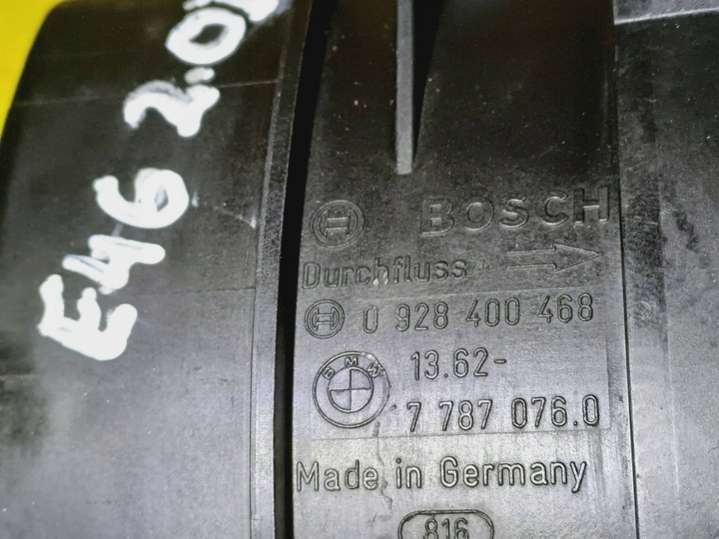 E46 2.0
BOSCH
Durchfluss
0 928 400 468
BMW
13.62-
7 787 076.0
Made in Germany
816